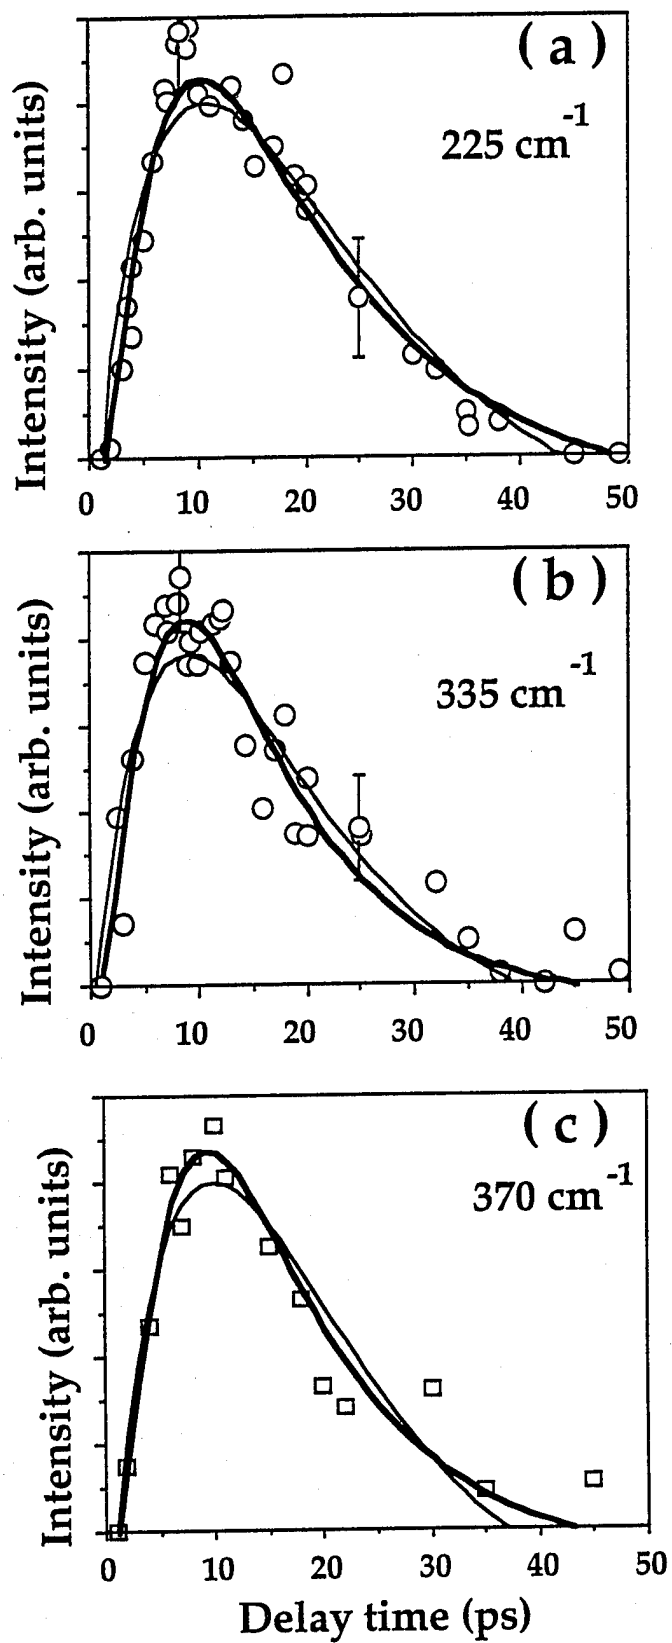 ( a )
225 cm⁻¹
Intensity (arb. units)
0 10 20 30 40 50
( b )
335 cm⁻¹
Intensity (arb. units)
0 10 20 30 40 50
( c )
370 cm⁻¹
Intensity (arb. units)
0 10 20 30 40 50
Delay time (ps)